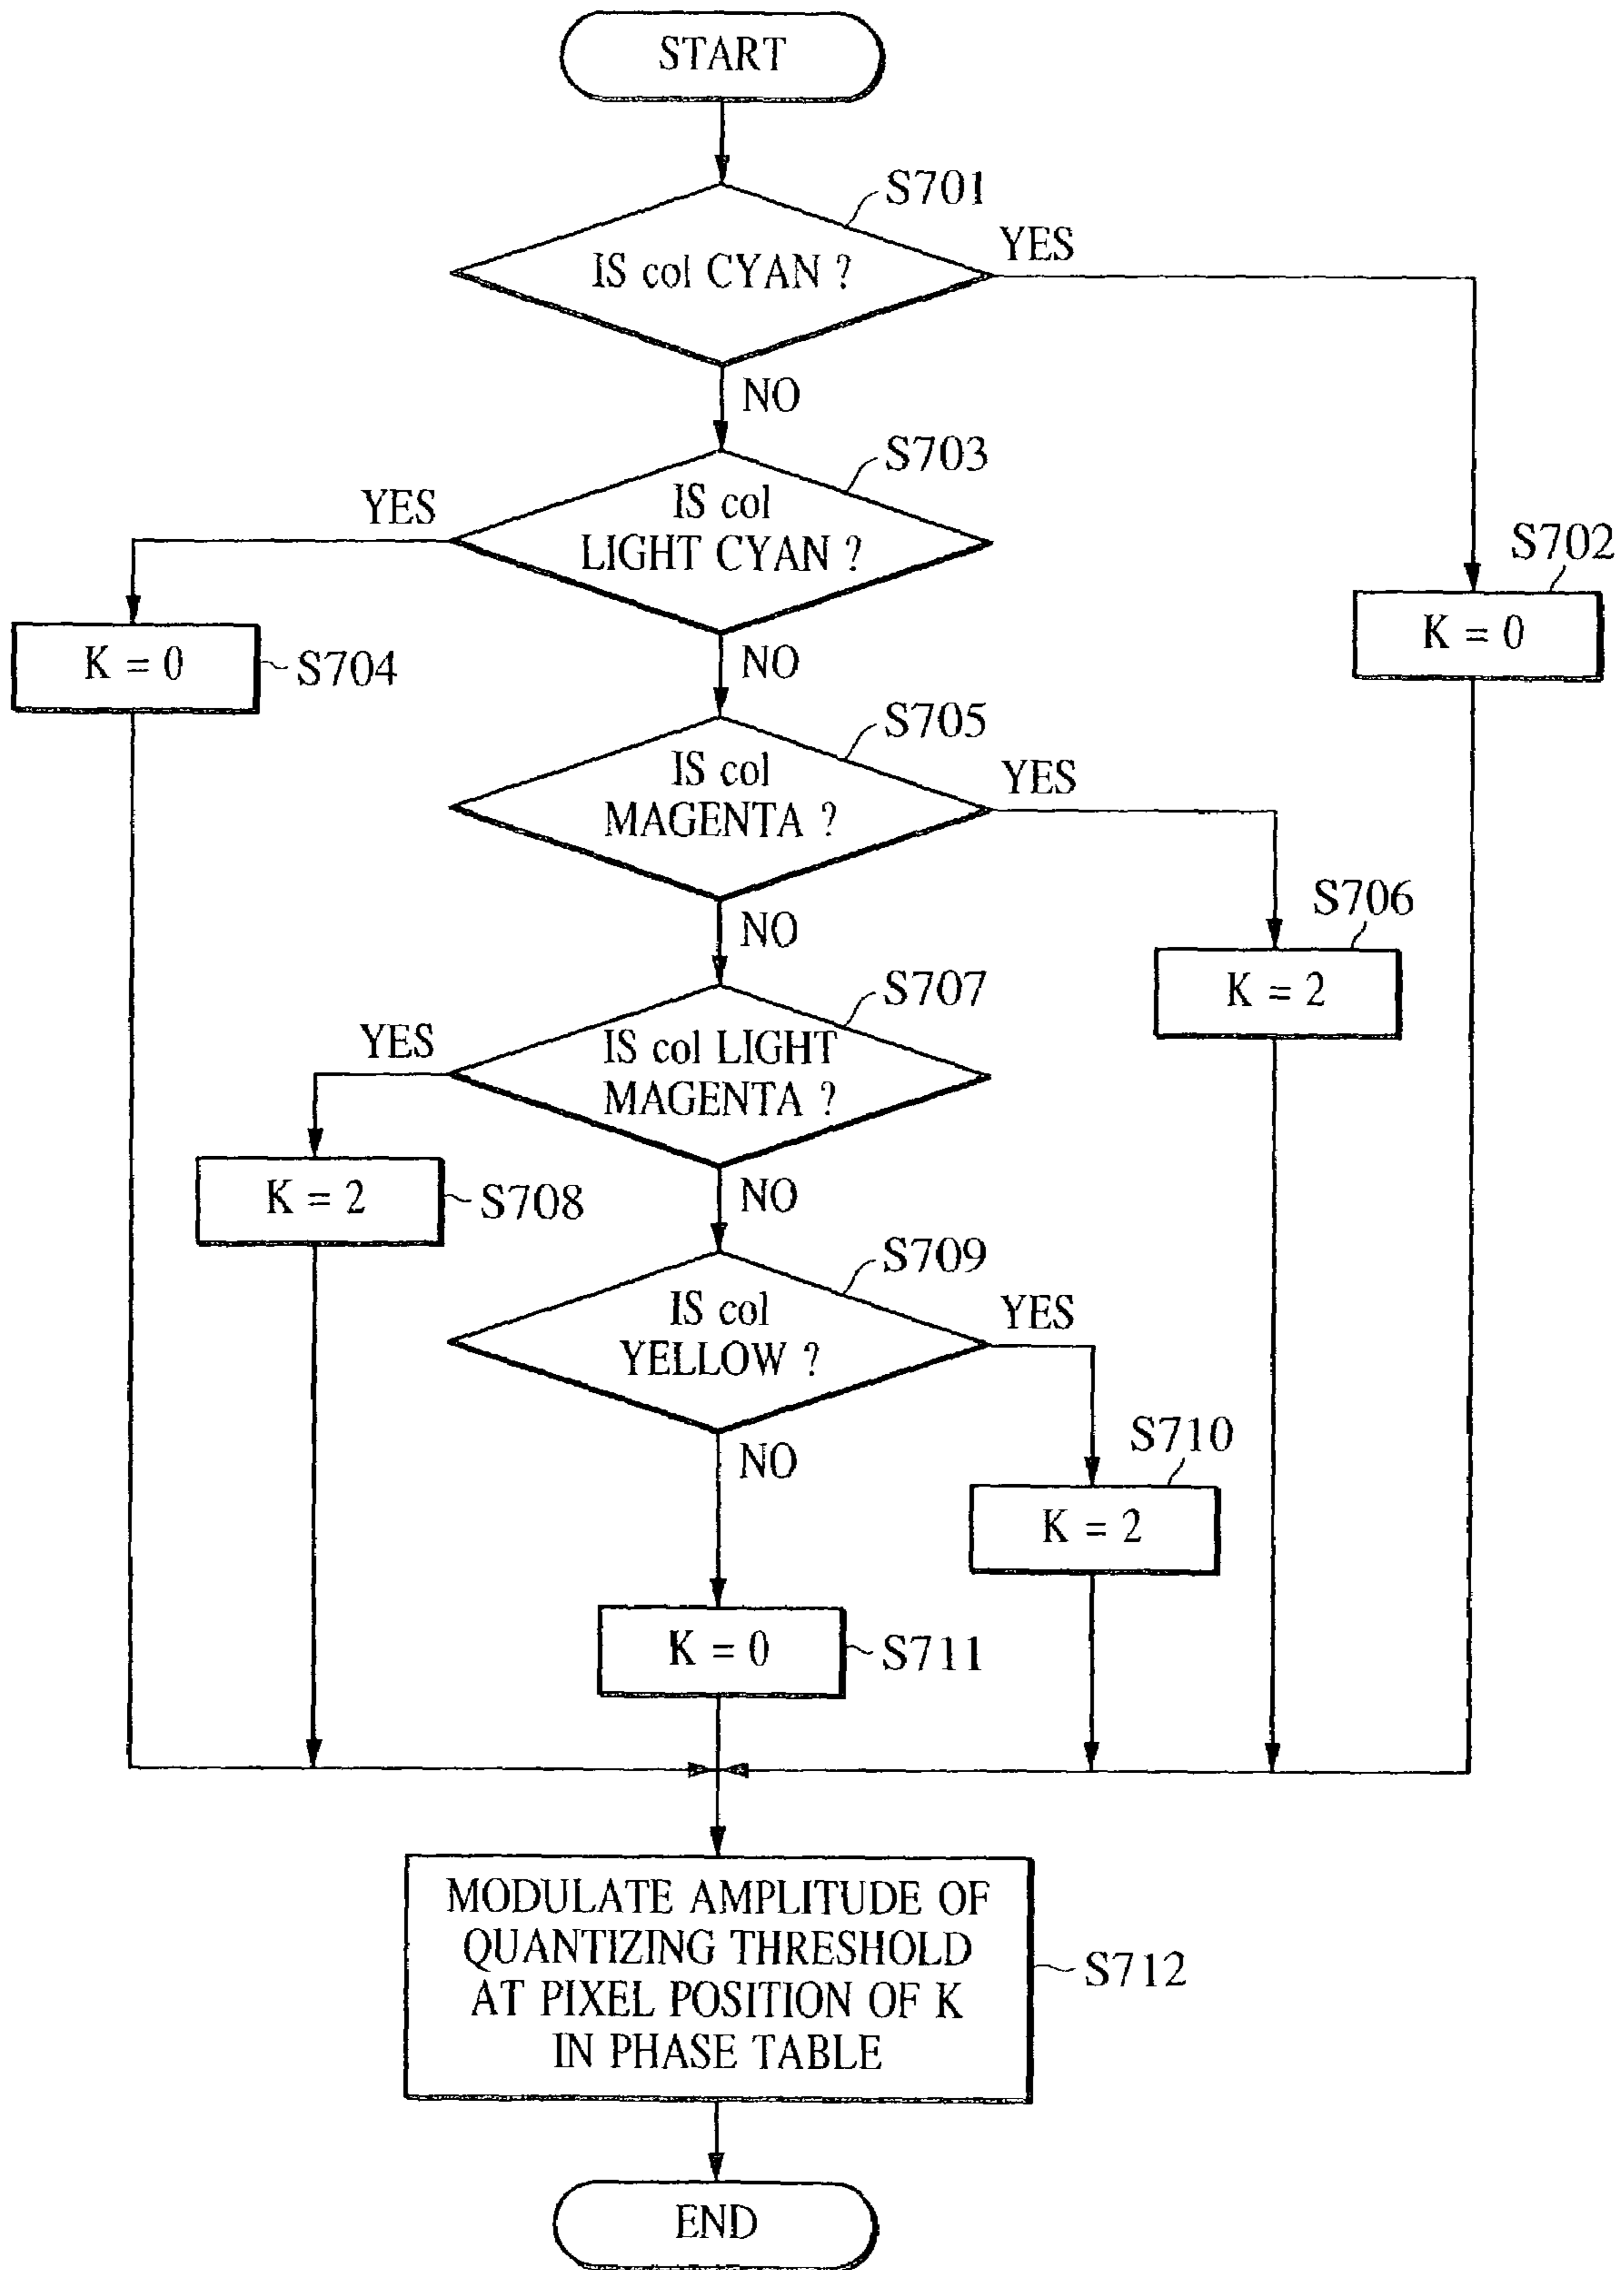 START
S701
IS col CYAN ?
YES
NO
S703
IS col
LIGHT CYAN ?
YES
S702
K = 0
K = 0
S704
NO
S705
IS col
MAGENTA ?
YES
S706
K = 2
NO
S707
IS col LIGHT
MAGENTA ?
YES
K = 2
S708
NO
S709
IS col
YELLOW ?
YES
S710
K = 2
NO
K = 0
S711
MODULATE AMPLITUDE OF
QUANTIZING THRESHOLD
AT PIXEL POSITION OF K
IN PHASE TABLE
S712
END